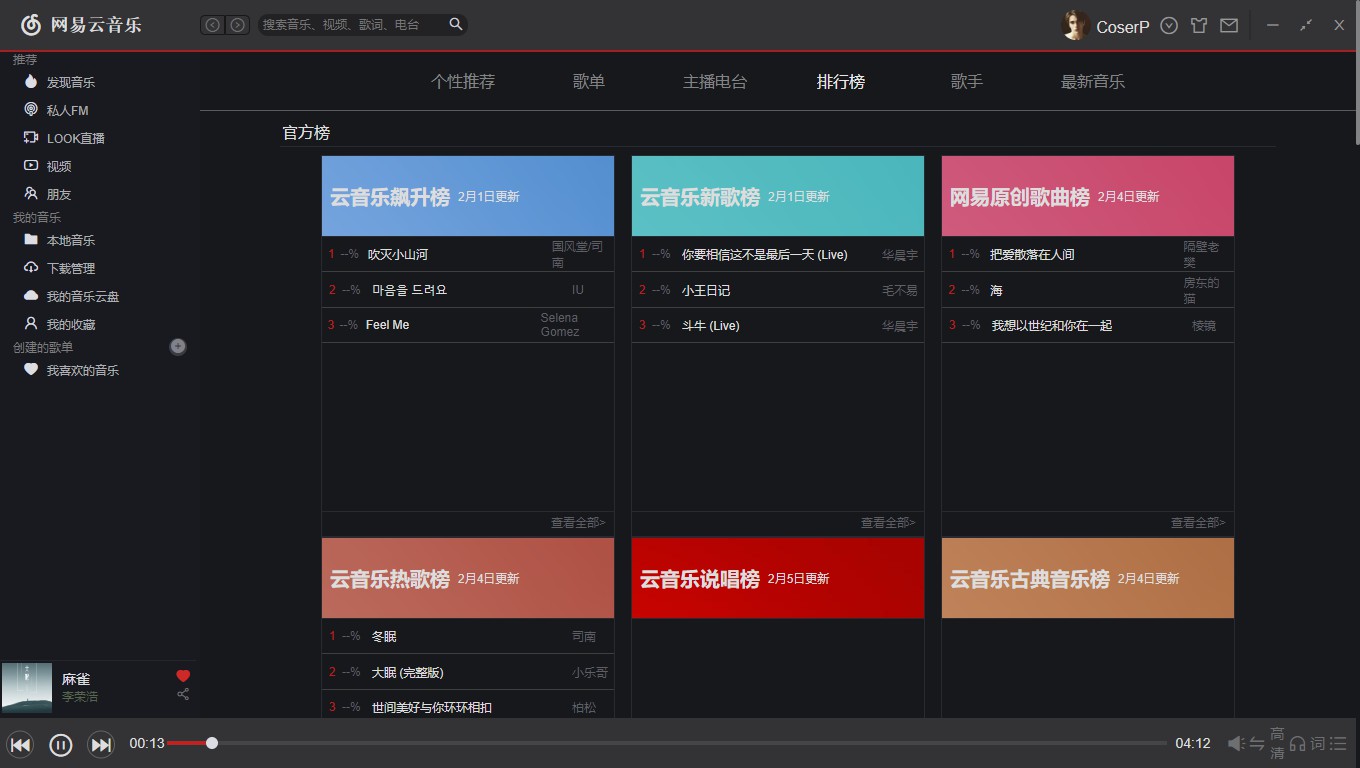 网易云音乐
搜索音乐、视频、歌词、电台
CoserP
推荐
发现音乐
私人FM
LOOK直播
视频
朋友
我的音乐
本地音乐
下载管理
我的音乐云盘
我的收藏
创建的歌单
我喜欢的音乐
个性推荐 歌单 主播电台 排行榜 歌手 最新音乐
官方榜
云音乐飙升榜 2月1日更新
1 --% 吹灭小山河 国风堂/司南
2 --% 마음을 드려요 IU
3 --% Feel Me Selena Gomez
查看全部>
云音乐新歌榜 2月1日更新
1 --% 你要相信这不是最后一天 (Live) 华晨宇
2 --% 小王日记 毛不易
3 --% 斗牛 (Live) 华晨宇
查看全部>
网易原创歌曲榜 2月4日更新
1 --% 把爱散落在人间 隔壁老樊
2 --% 海 房东的猫
3 --% 我想以世纪和你在一起 棱镜
查看全部>
云音乐热歌榜 2月4日更新
1 --% 冬眠 司南
2 --% 大眠 (完整版) 小乐哥
3 --% 世间美好与你环环相扣 柏松
云音乐说唱榜 2月5日更新
云音乐古典音乐榜 2月4日更新
麻雀
李荣浩
00:13 04:12 高清 词